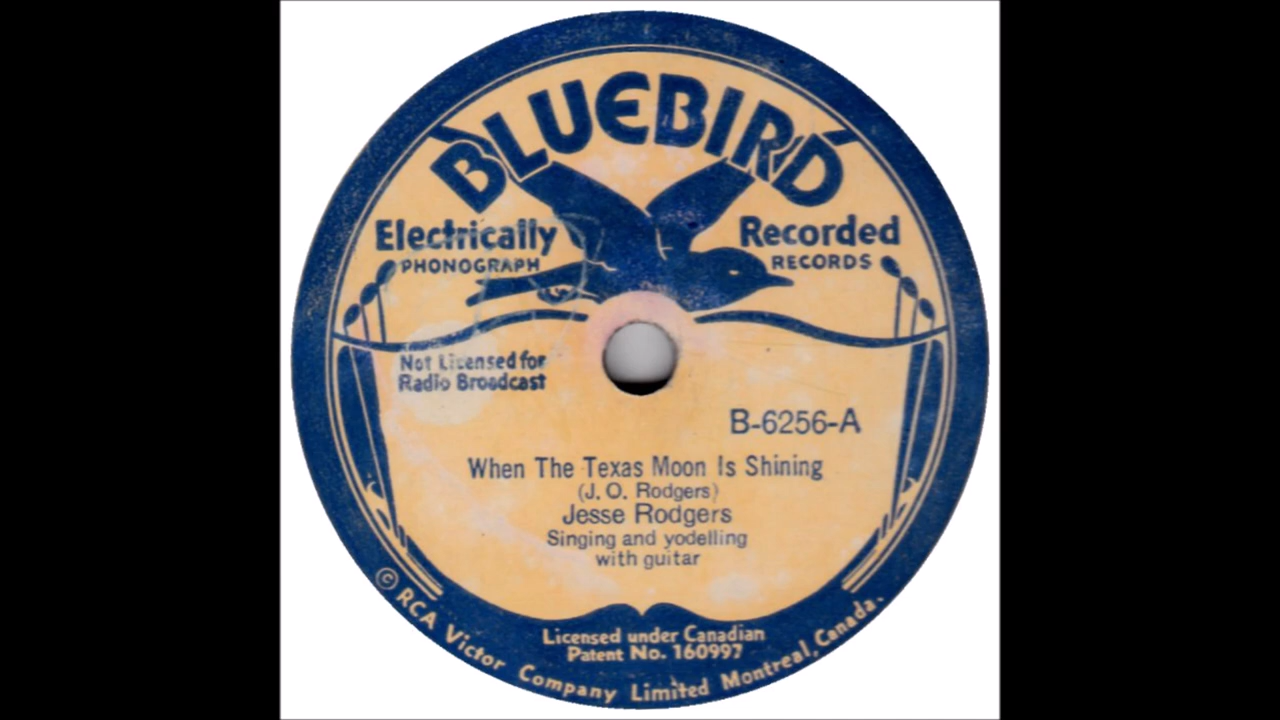 BLUEBIRD
Electrically Recorded
PHONOGRAPH RECORDS
Not Licensed for
Radio Broadcast
B-6256-A
When The Texas Moon Is Shining
(J. O. Rodgers)
Jesse Rodgers
Singing and yodelling
with guitar
Licensed under Canadian
Patent No. 160997
© RCA Victor Company Limited Montreal, Canada.